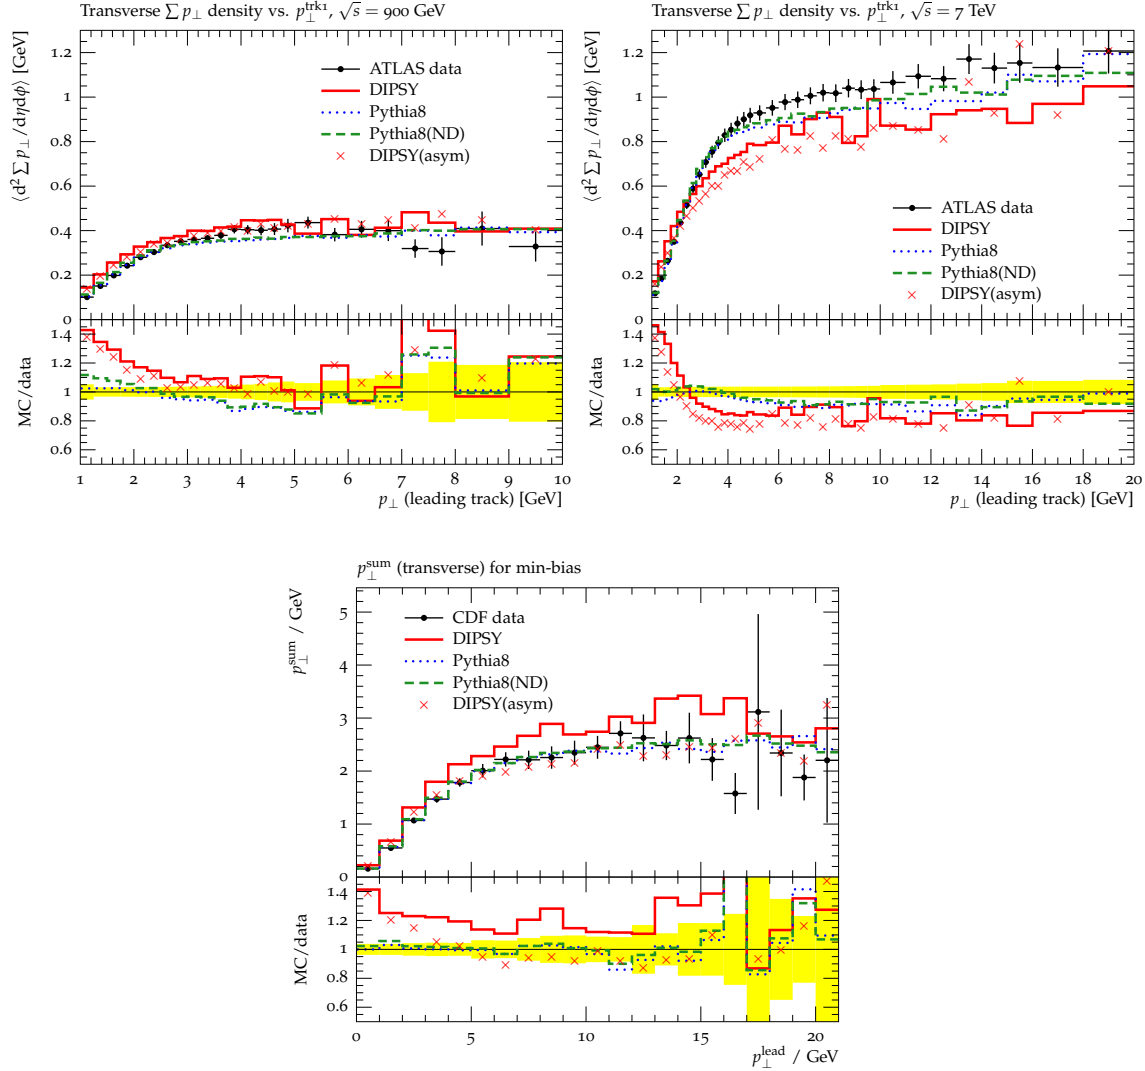 Transverse ∑ p⊥ density vs. p⊥^trk1, √s = 900 GeV
⟨d² ∑ p⊥/dηdϕ⟩ [GeV]
ATLAS data
DIPSY
Pythia8
Pythia8(ND)
DIPSY(asym)
1.2
1
0.8
0.6
0.4
0.2
0
MC/data
1.4
1.2
1
0.8
0.6
1 2 3 4 5 6 7 8 9 10
p⊥ (leading track) [GeV]
Transverse ∑ p⊥ density vs. p⊥^trk1, √s = 7 TeV
⟨d² ∑ p⊥/dηdϕ⟩ [GeV]
1.2
1
0.8
0.6
0.4
0.2
0
ATLAS data
DIPSY
Pythia8
Pythia8(ND)
DIPSY(asym)
MC/data
1.4
1.2
1
0.8
0.6
2 4 6 8 10 12 14 16 18 20
p⊥ (leading track) [GeV]
p⊥^sum (transverse) for min-bias
p⊥^sum / GeV
CDF data
DIPSY
Pythia8
Pythia8(ND)
DIPSY(asym)
5
4
3
2
1
0
MC/data
1.4
1.2
1
0.8
0.6
0 5 10 15 20
p⊥^lead / GeV